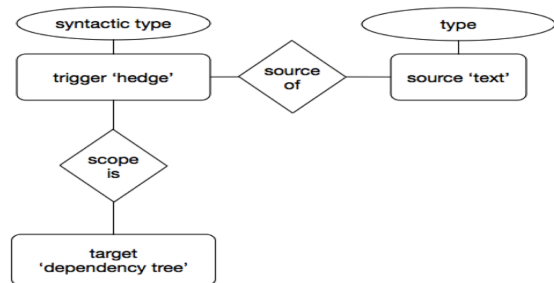 syntactic type
type
trigger ‘hedge’
source
of
source ‘text’
scope
is
target
‘dependency tree’